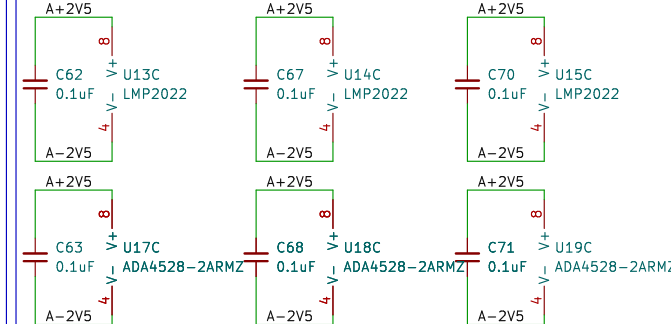 A+2V5 A+2V5 A+2V5
8 8 8
V+ V+ V+
C62 U13C C67 U14C C70 U15C
0.1uF LMP2022 0.1uF LMP2022 0.1uF LMP2022
V- V- V-
4 4 4
A-2V5 A-2V5 A-2V5
A+2V5 A+2V5 A+2V5
8 8 8
V+ V+ V+
C63 U17C C68 U18C C71 U19C
0.1uF ADA4528-2ARMZ 0.1uF ADA4528-2ARMZ 0.1uF ADA4528-2ARMZ
V- V- V-
4 4 4
A-2V5 A-2V5 A-2V5